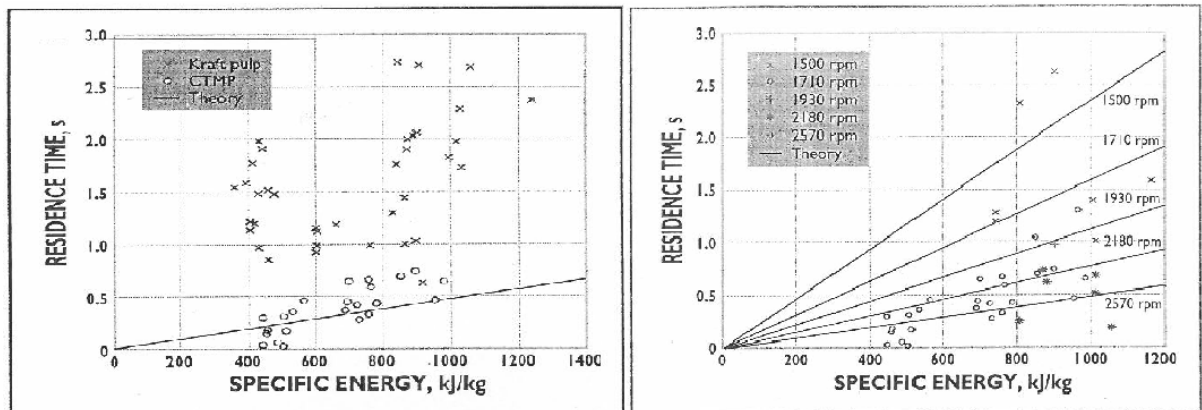 RESIDENCE TIME, s
3.0
2.5
2.0
1.5
1.0
0.5
0
Kraft pulp
CTMP
Theory
0 200 400 600 800 1000 1200 1400
SPECIFIC ENERGY, kJ/kg
RESIDENCE TIME, s
3.0
2.5
2.0
1.5
1.0
0.5
0.0
1500 rpm
1710 rpm
1930 rpm
2180 rpm
2570 rpm
Theory
1500 rpm
1710 rpm
1930 rpm
2180 rpm
2570 rpm
0 200 400 600 800 1000 1200
SPECIFIC ENERGY, kJ/kg